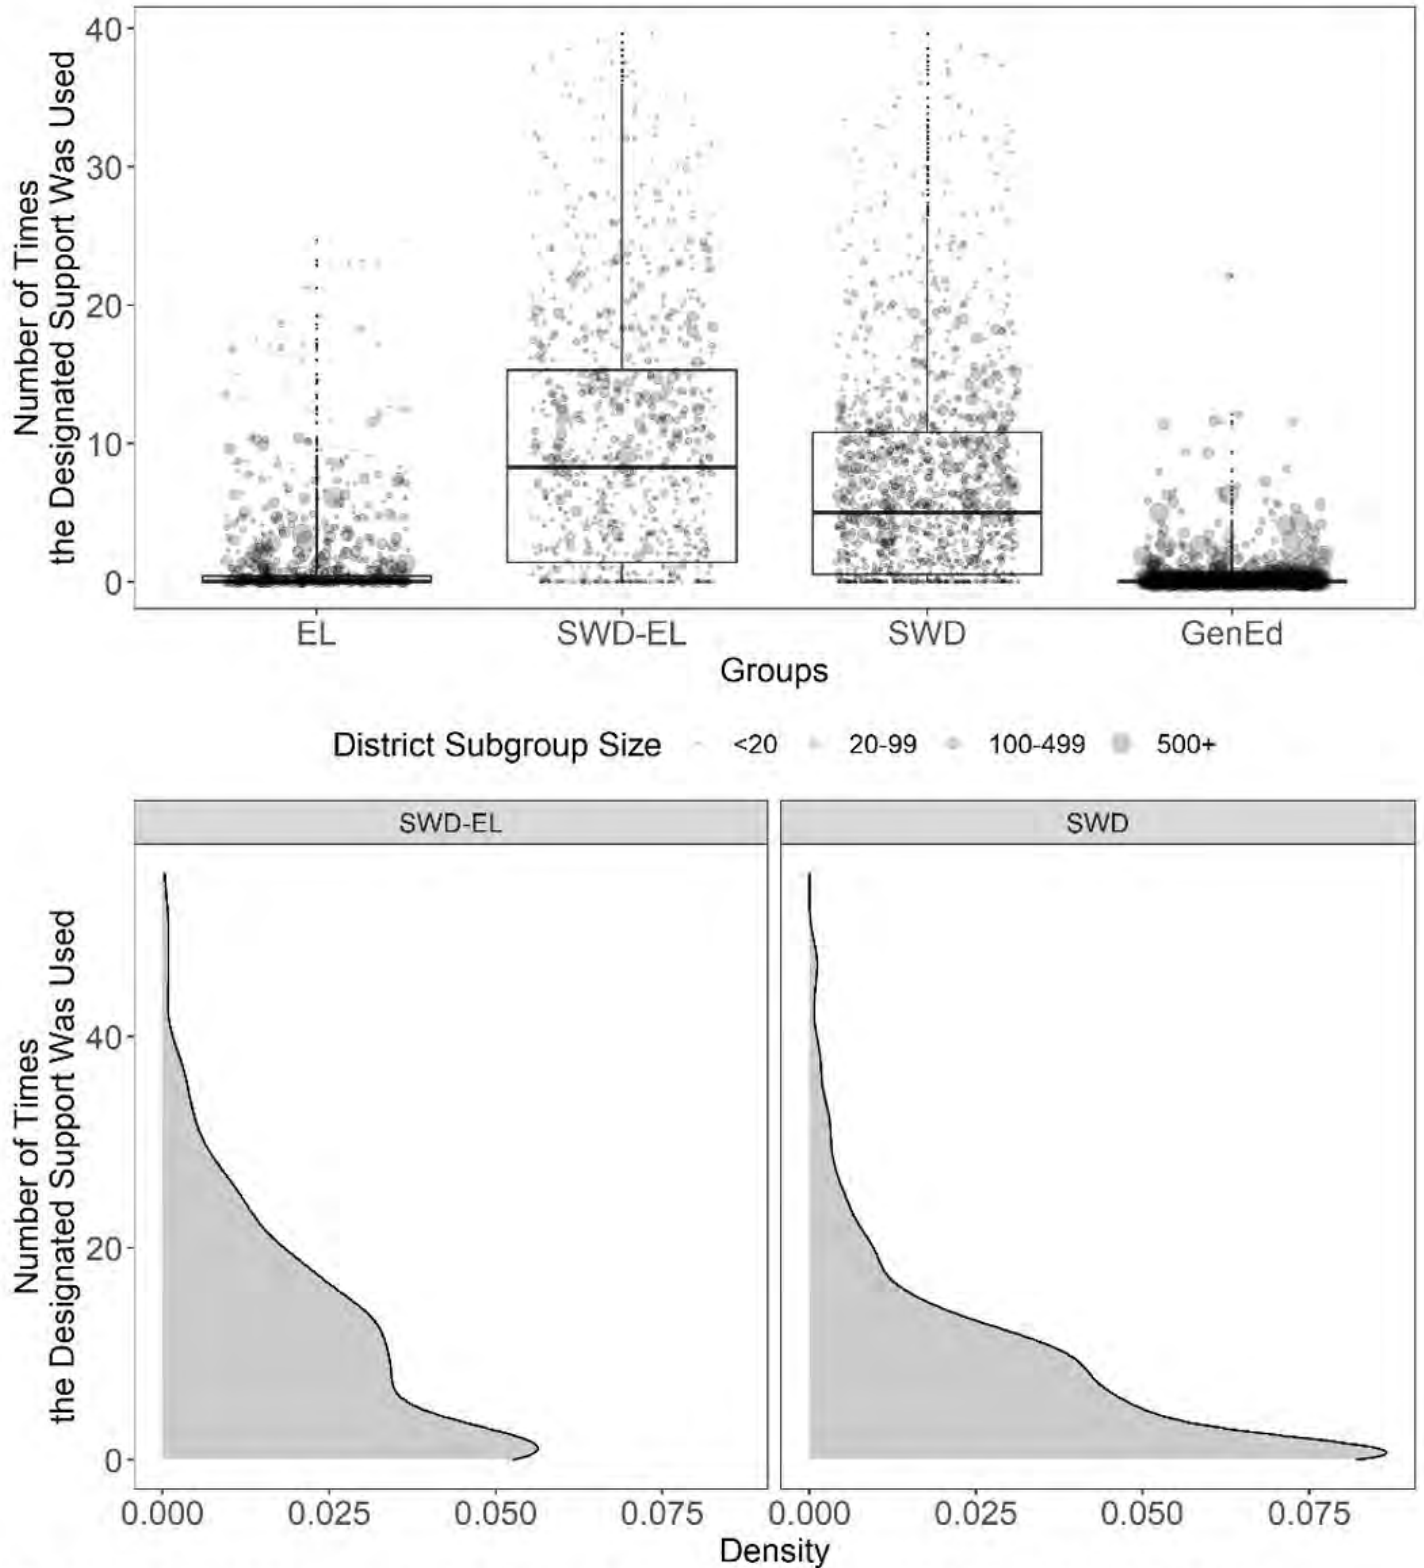 Number of Times
the Designated Support Was Used
40
30
20
10
0
EL SWD-EL SWD GenEd
Groups
District Subgroup Size <20 20-99 100-499 500+
SWD-EL SWD
Number of Times
the Designated Support Was Used
40
20
0
0.000 0.025 0.050 0.075 0.000 0.025 0.050 0.075
Density